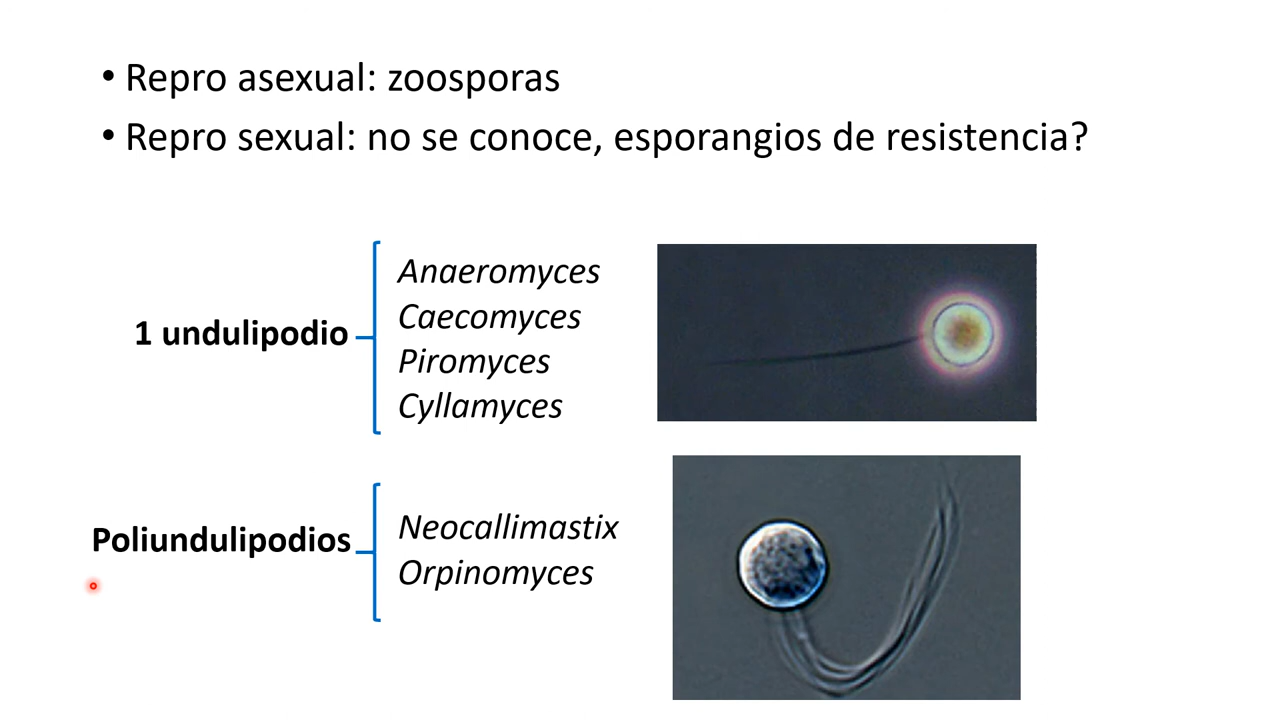 • Repro asexual: zoosporas
• Repro sexual: no se conoce, esporangios de resistencia?
1 undulipodio
Anaeromyces
Caecomyces
Piromyces
Cyllamyces
Poliundulipodios
Neocallimastix
Orpinomyces